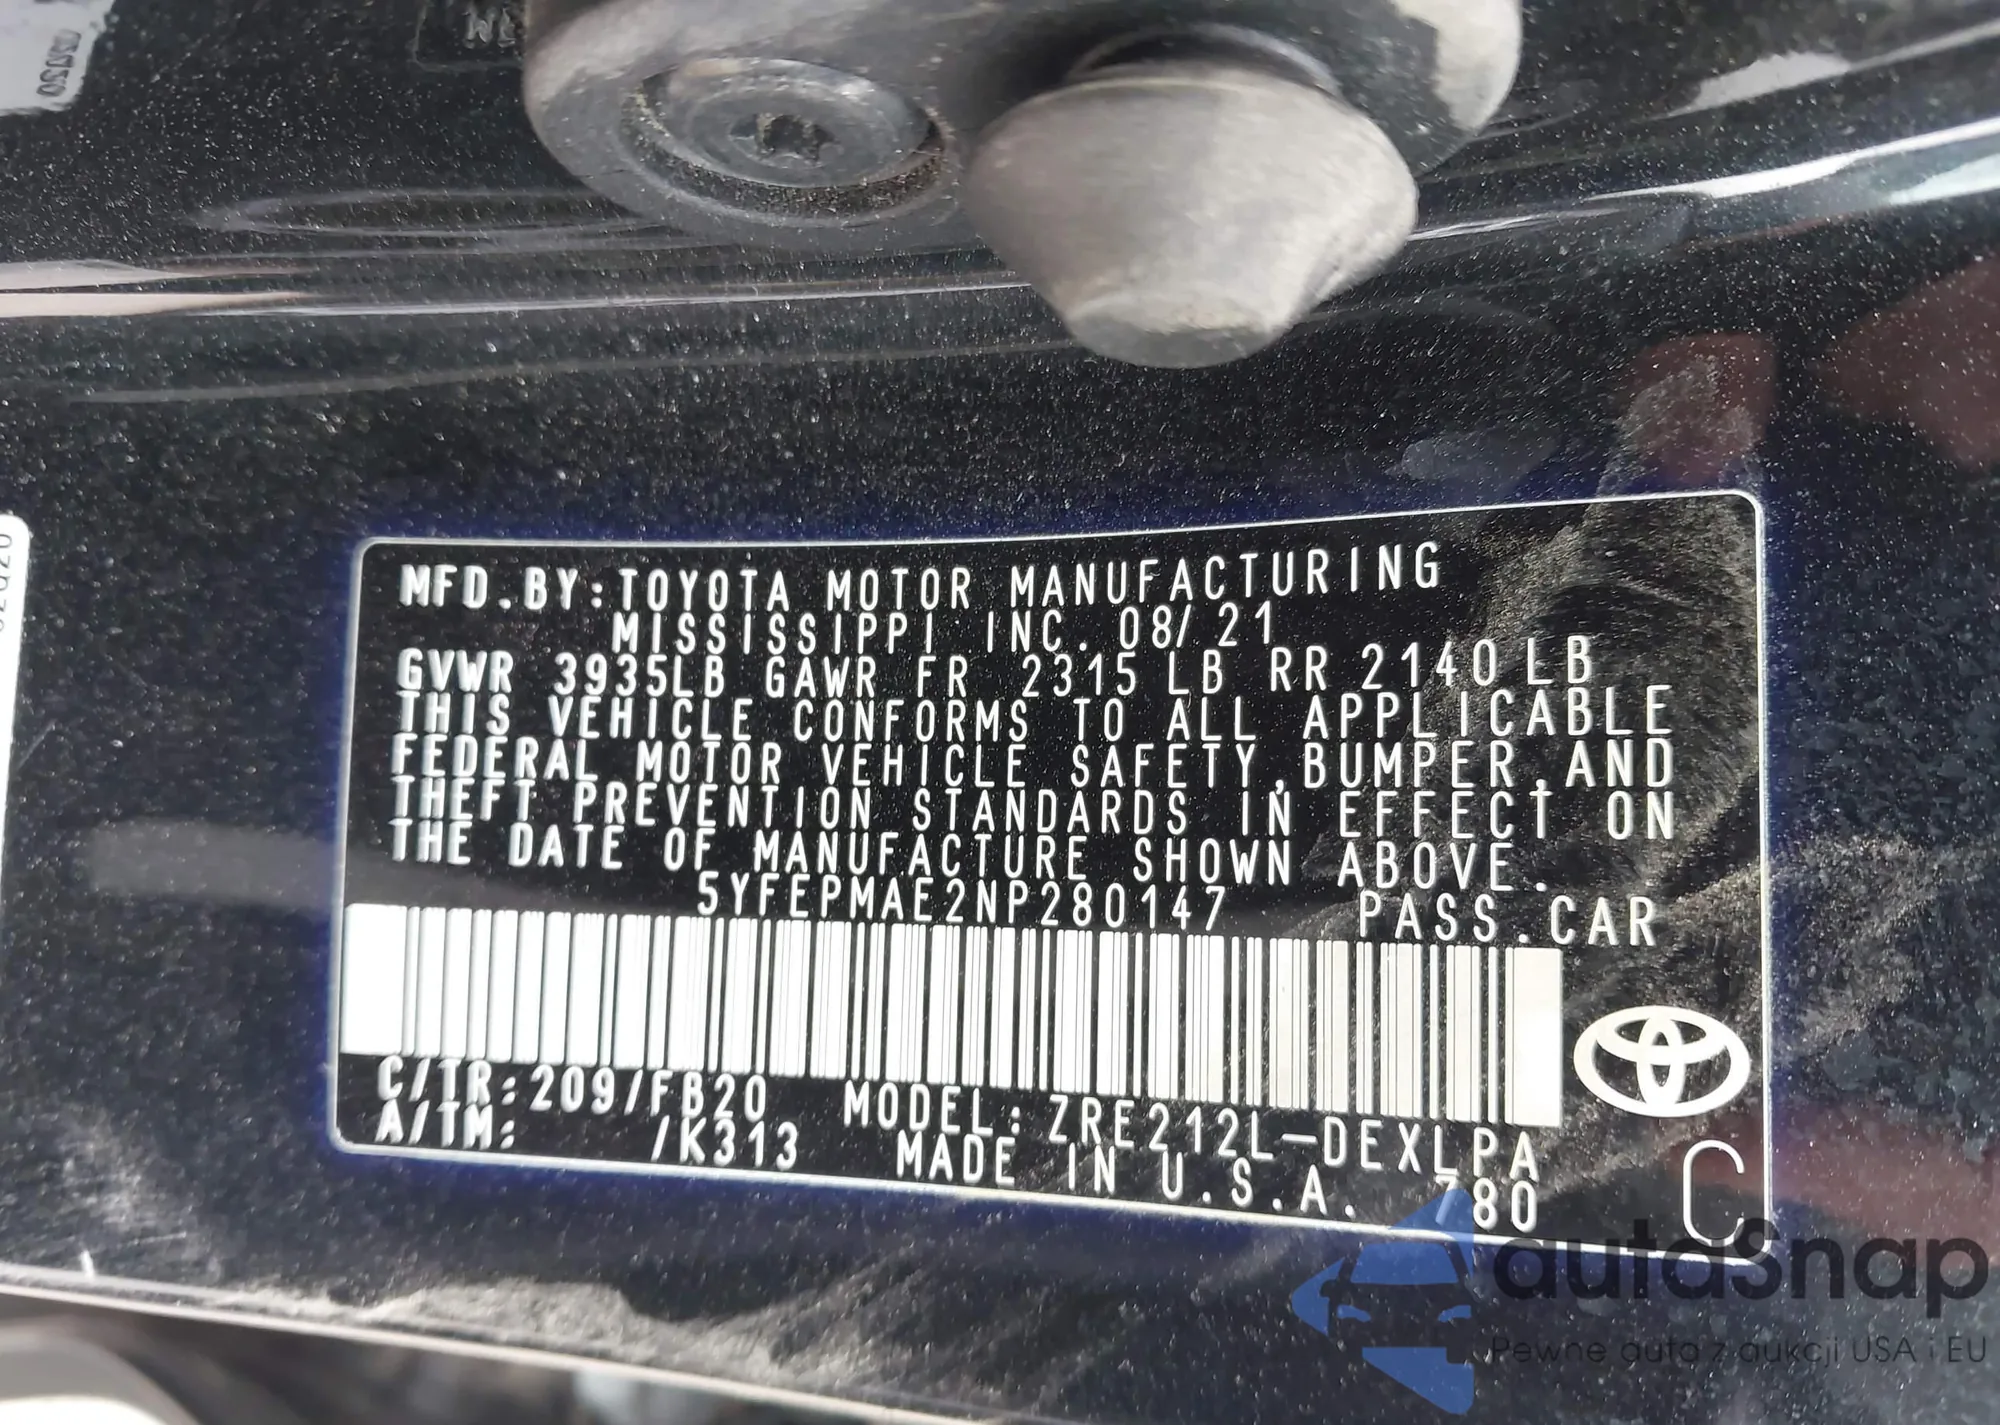 MFD.BY:TOYOTA MOTOR MANUFACTURING
MISSISSIPPI INC. 08/21
GVWR 3935LB GAWR FR 2315 LB RR 2140 LB
THIS VEHICLE CONFORMS TO ALL APPLICABLE
FEDERAL MOTOR VEHICLE SAFETY,BUMPER,AND
THEFT PREVENTION STANDARDS IN EFFECT ON
THE DATE OF MANUFACTURE SHOWN ABOVE.
5YFEPMAE2NP280147 PASS.CAR
C/TR:209/FB20 MODEL:ZRE212L-DEXLPA
A/TM: /K313 MADE IN U.S.A. 780
C
autoSnap
Pewne auto z aukcji USA i EU